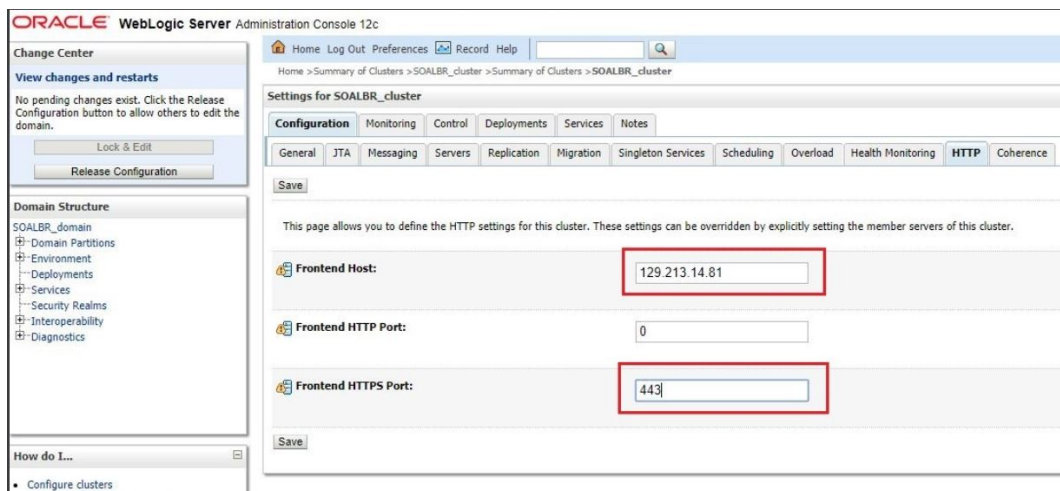 ORACLE WebLogic Server Administration Console 12c
Change Center
View changes and restarts
No pending changes exist. Click the Release
Configuration button to allow others to edit the
domain.
Lock & Edit
Release Configuration
Domain Structure
SOALBR_domain
Domain Partitions
Environment
Deployments
Services
Security Realms
Interoperability
Diagnostics
How do I...
Configure clusters
Home Log Out Preferences Record Help
Home >Summary of Clusters >SOALBR_cluster >Summary of Clusters >SOALBR_cluster
Settings for SOALBR_cluster
Configuration Monitoring Control Deployments Services Notes
General JTA Messaging Servers Replication Migration Singleton Services Scheduling Overload Health Monitoring HTTP Coherence
Save
This page allows you to define the HTTP settings for this cluster. These settings can be overridden by explicitly setting the member servers of this cluster.
Frontend Host: 129.213.14.81
Frontend HTTP Port: 0
Frontend HTTPS Port: 443
Save